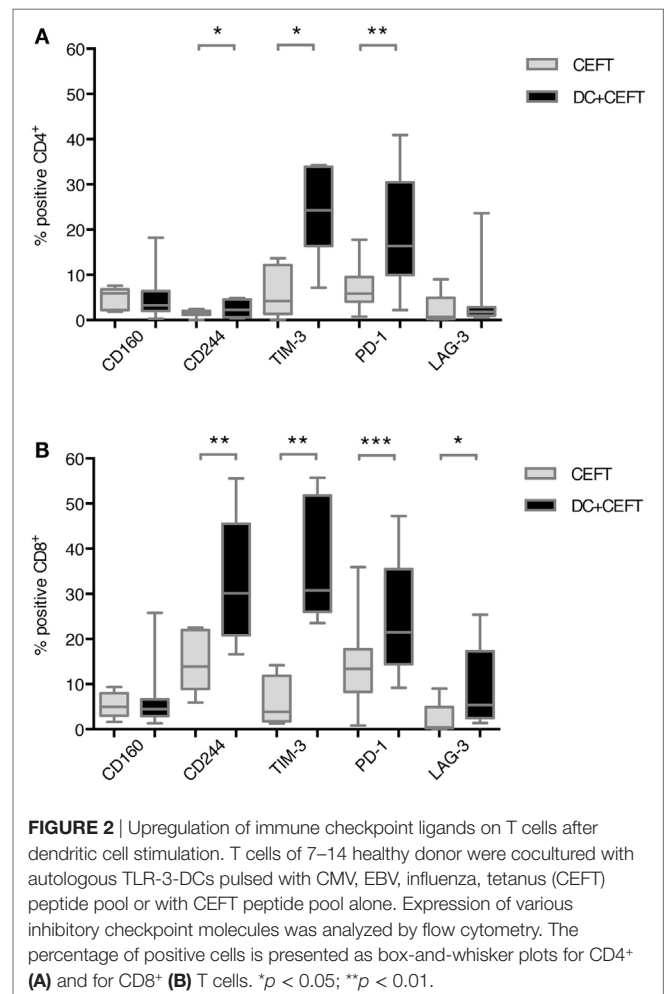 A
* * **
60
50
40
30
20
10
0
% positive CD4+
CEFT
DC+CEFT
CD160
CD244
TIM-3
PD-1
LAG-3
B
** ** *** *
60
50
40
30
20
10
0
% positive CD8+
CEFT
DC+CEFT
CD160
CD244
TIM-3
PD-1
LAG-3
FIGURE 2 | Upregulation of immune checkpoint ligands on T cells after
dendritic cell stimulation. T cells of 7–14 healthy donor were cocultured with
autologous TLR-3-DCs pulsed with CMV, EBV, influenza, tetanus (CEFT)
peptide pool or with CEFT peptide pool alone. Expression of various
inhibitory checkpoint molecules was analyzed by flow cytometry. The
percentage of positive cells is presented as box-and-whisker plots for CD4+
(A) and for CD8+ (B) T cells. *p < 0.05; **p < 0.01.